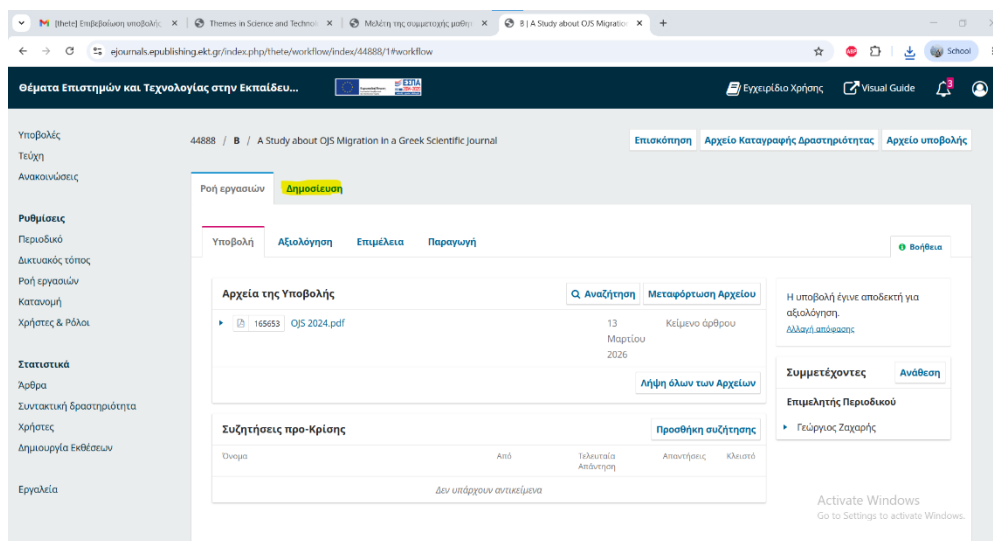 [thete] Επιβεβαίωση υποβολής
Themes in Science and Technol
Μελέτη της συμμετοχής μαθη
B | A Study about OJS Migration
ejournals.epublishing.ekt.gr/index.php/thete/workflow/index/44888/1#workflow
ABP
School
Θέματα Επιστημών και Τεχνολογίας στην Εκπαίδευ...
ΕΣΠΑ
Εγχειρίδιο Χρήσης
Visual Guide
3
Υποβολές
Τεύχη
Ανακοινώσεις
Ρυθμίσεις
Περιοδικό
Δικτυακός τόπος
Ροή εργασιών
Κατανομή
Χρήστες & Ρόλοι
Στατιστικά
Άρθρα
Συντακτική δραστηριότητα
Χρήστες
Δημιουργία Εκθέσεων
Εργαλεία
44888 / B / A Study about OJS Migration in a Greek Scientific Journal
Επισκόπηση
Αρχείο Καταγραφής Δραστηριότητας
Αρχείο υποβολής
Ροή εργασιών
Δημοσίευση
Υποβολή
Αξιολόγηση
Επιμέλεια
Παραγωγή
Βοήθεια
Αρχεία της Υποβολής
Αναζήτηση
Μεταφόρτωση Αρχείου
165653 OJS 2024.pdf
13
Μαρτίου
2026
Κείμενο άρθρου
Λήψη όλων των Αρχείων
Συζητήσεις προ-Κρίσης
Προσθήκη συζήτησης
Όνομα
Από
Τελευταία
Απάντηση
Απαντήσεις
Κλειστό
Δεν υπάρχουν αντικείμενα
Η υποβολή έγινε αποδεκτή για
αξιολόγηση.
Αλλαγή απόφασης
Συμμετέχοντες
Ανάθεση
Επιμελητής Περιοδικού
Γεώργιος Ζαχαρής
Activate Windows
Go to Settings to activate Windows.